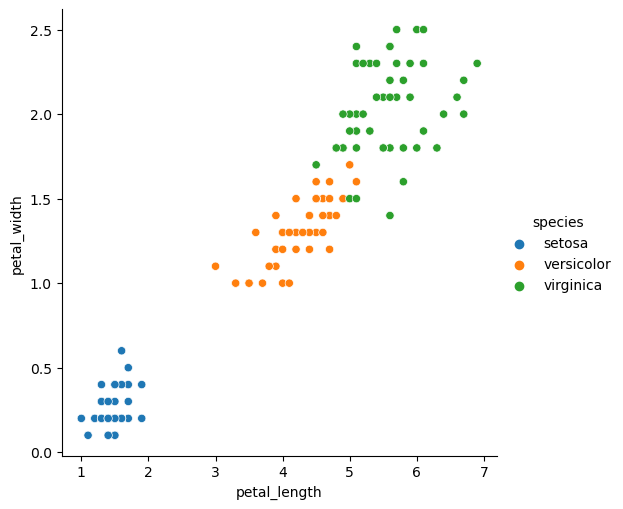 2.5
2.0
1.5
1.0
0.5
0.0
petal_width
1 2 3 4 5 6 7
petal_length
species
setosa
versicolor
virginica